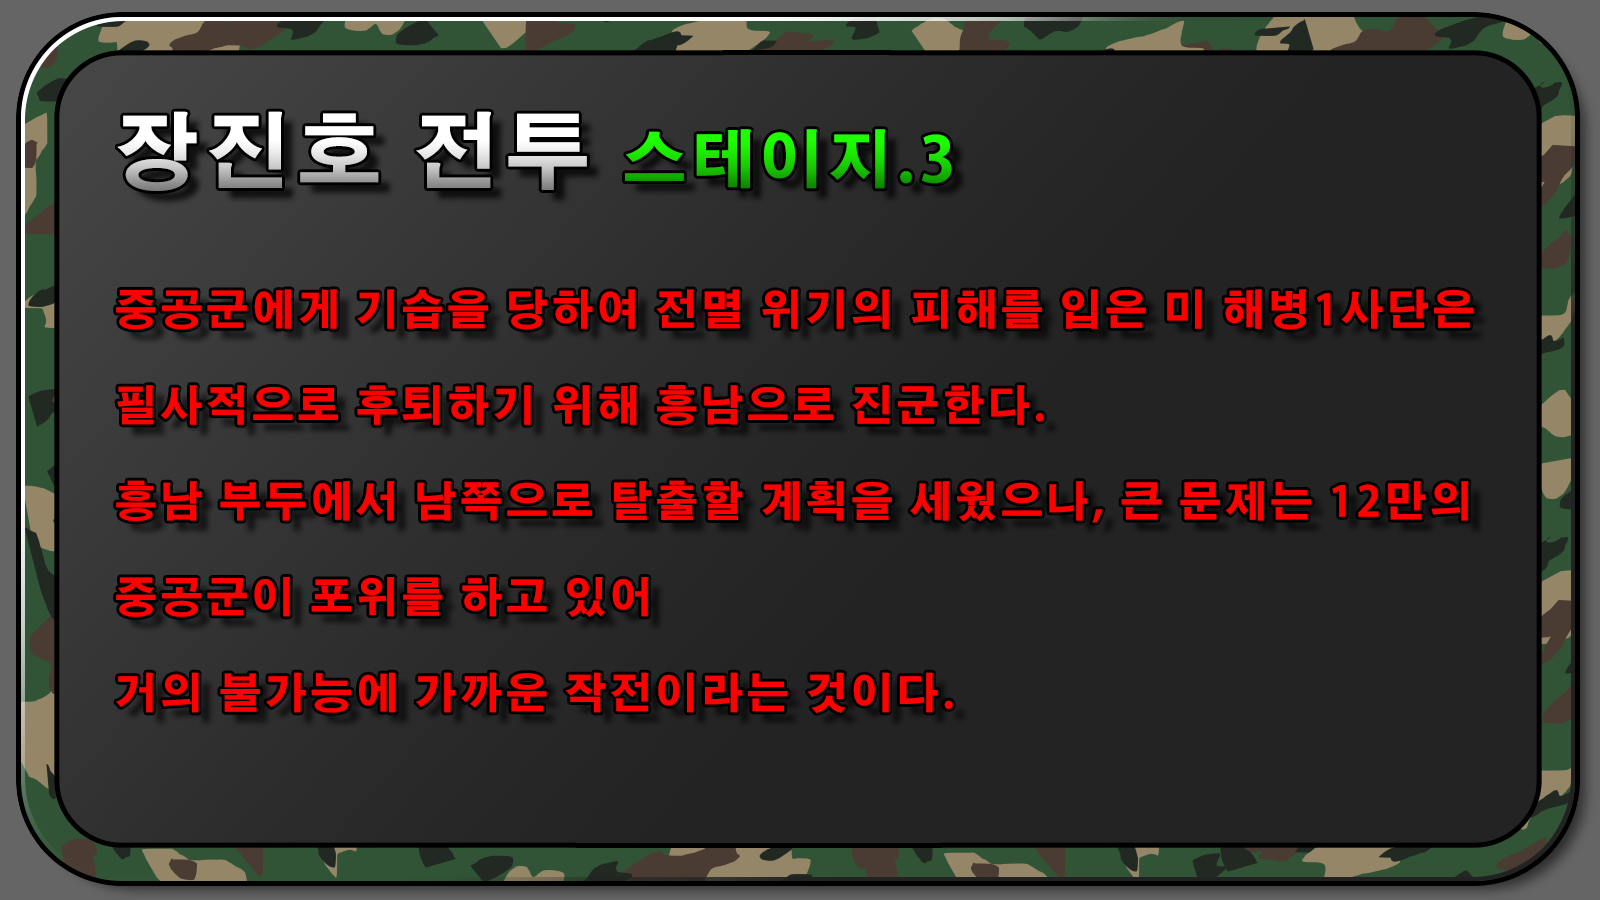 장진호 전투 스테이지.3
중공군에게 기습을 당하여 전멸 위기의 피해를 입은 미 해병1사단은
필사적으로 후퇴하기 위해 흥남으로 진군한다.
흥남 부두에서 남쪽으로 탈출할 계획을 세웠으나, 큰 문제는 12만의
중공군이 포위를 하고 있어
거의 불가능에 가까운 작전이라는 것이다.